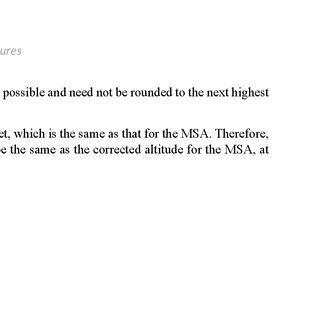 ures
possible and need not be rounded to the next highest
et, which is the same as that for the MSA. Therefore,
e the same as the corrected altitude for the MSA, at